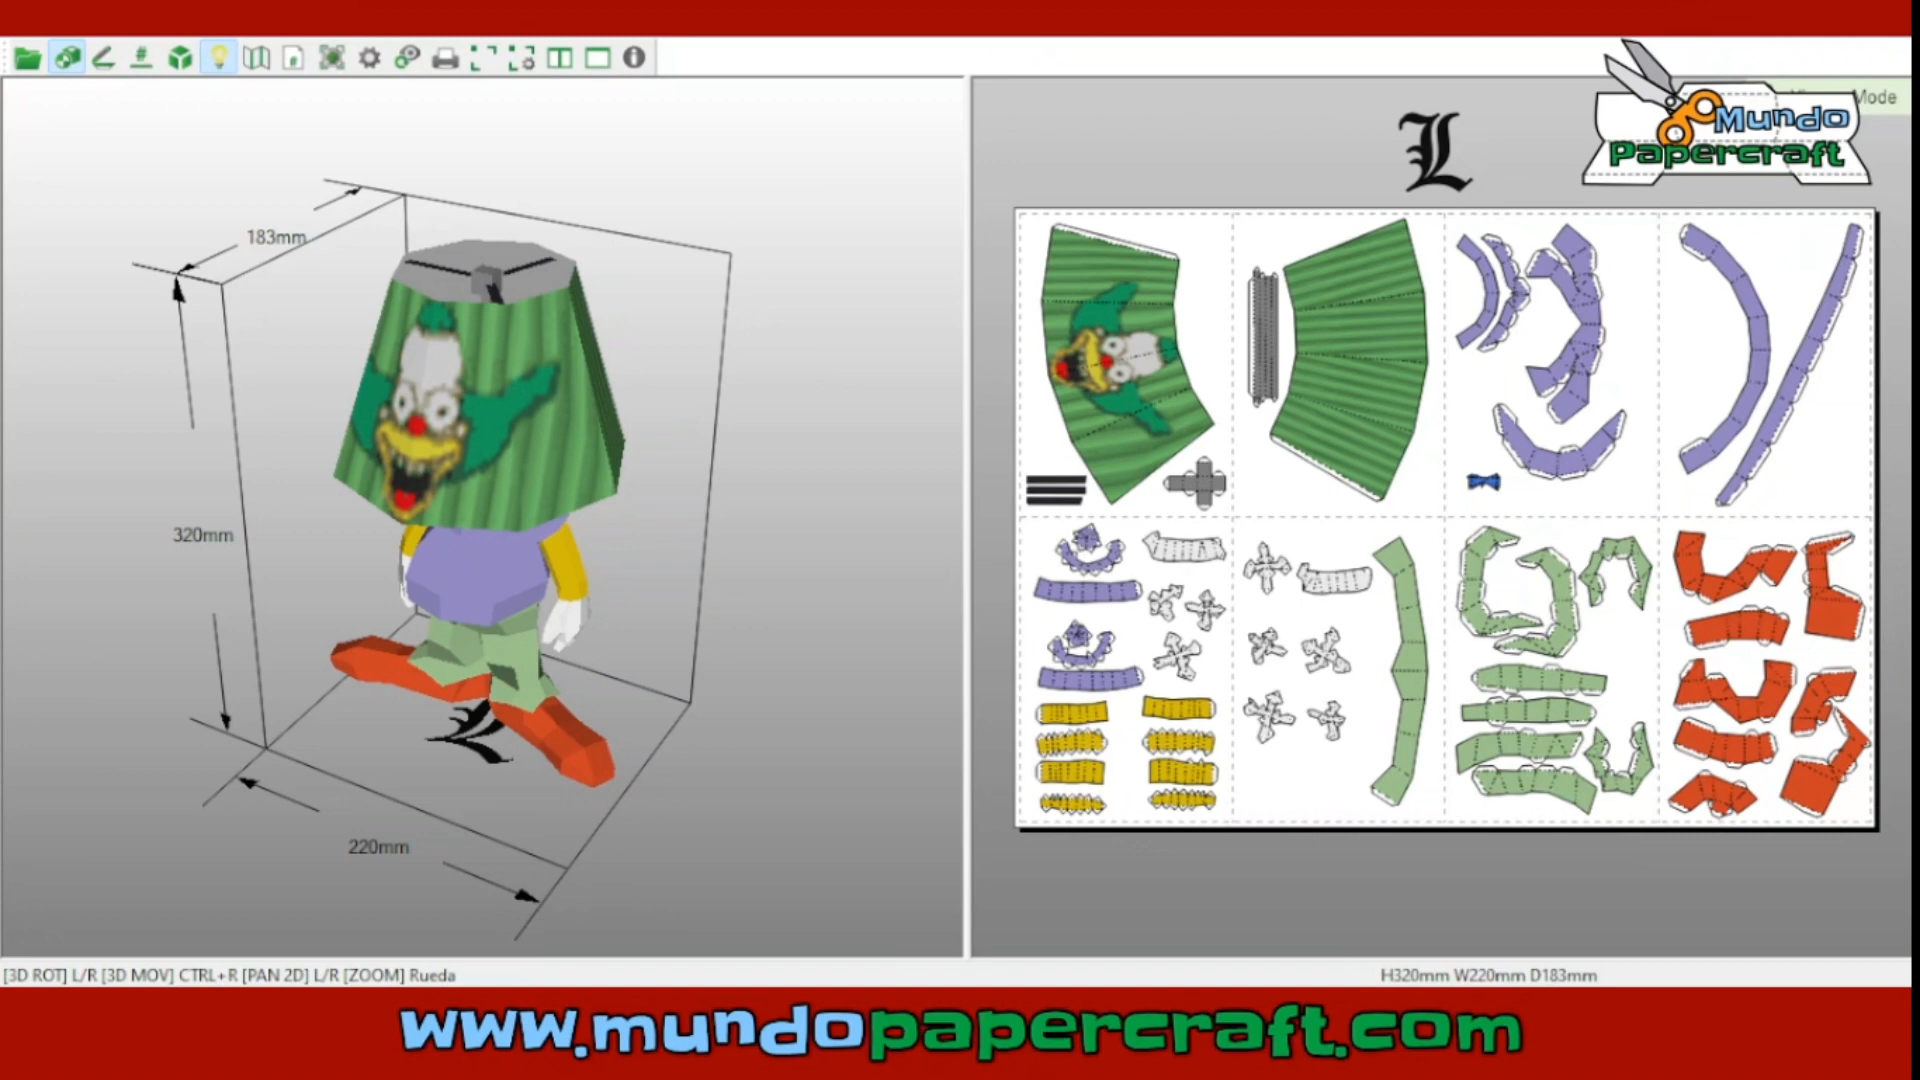 Mode
Mundo
Papercraft
L
183mm
320mm
220mm
[3D ROT] L/R [3D MOV] CTRL+R [PAN 2D] L/R [ZOOM] Rueda
H320mm W220mm D183mm
www.mundopapercraft.com